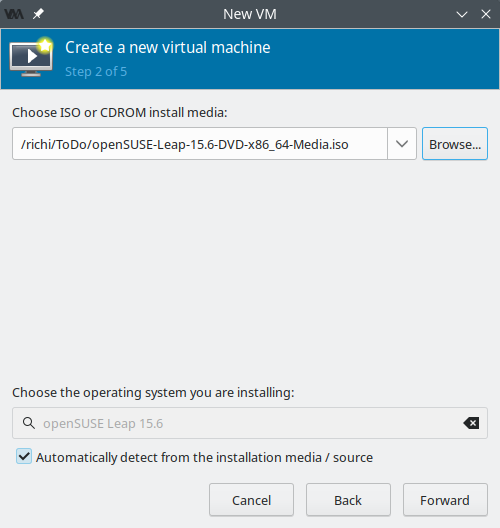 New VM
Create a new virtual machine
Step 2 of 5
Choose ISO or CDROM install media:
/richi/ToDo/openSUSE-Leap-15.6-DVD-x86_64-Media.iso
Browse...
Choose the operating system you are installing:
openSUSE Leap 15.6
Automatically detect from the installation media / source
Cancel Back Forward